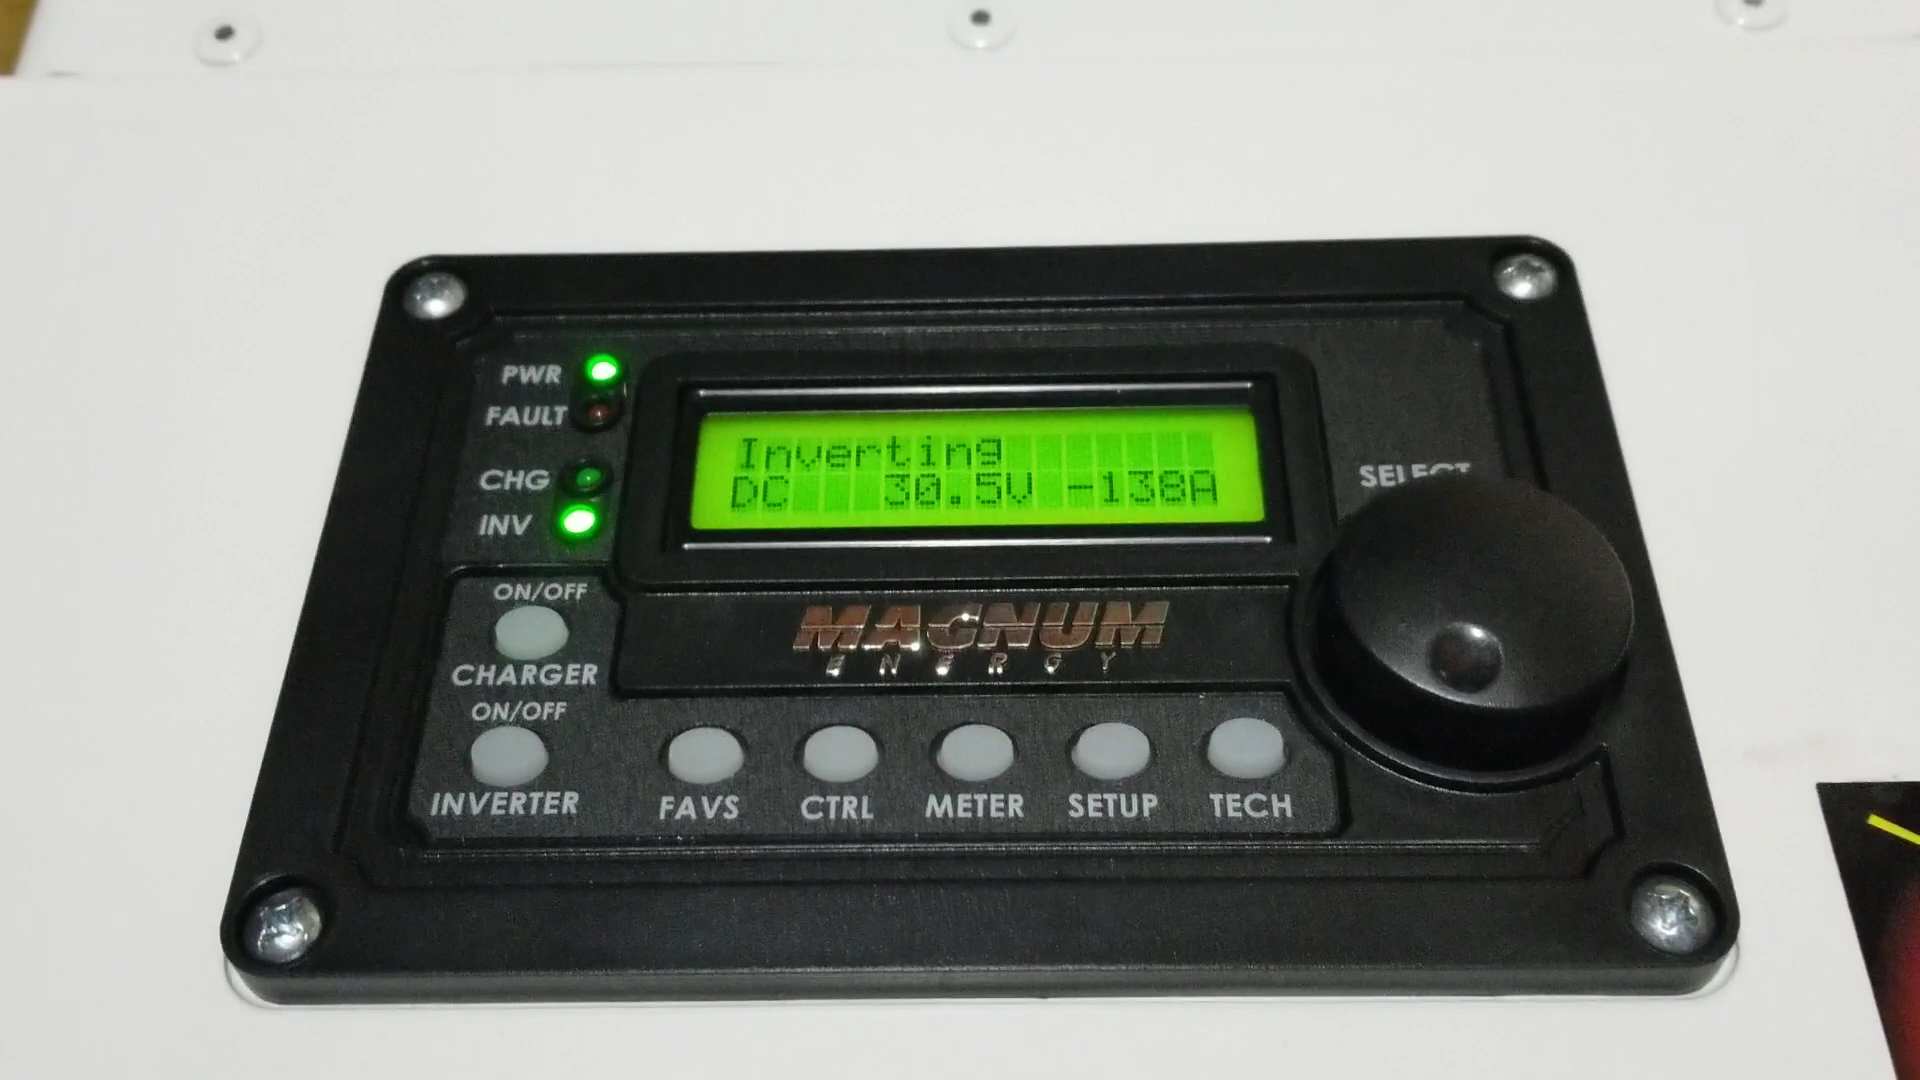 PWR
FAULT
CHG
INV
Inverting
DC 30.5V -138A
SELECT
ON/OFF
CHARGER
ON/OFF
INVERTER
MAGNUM
ENERGY
FAVS
CTRL
METER
SETUP
TECH